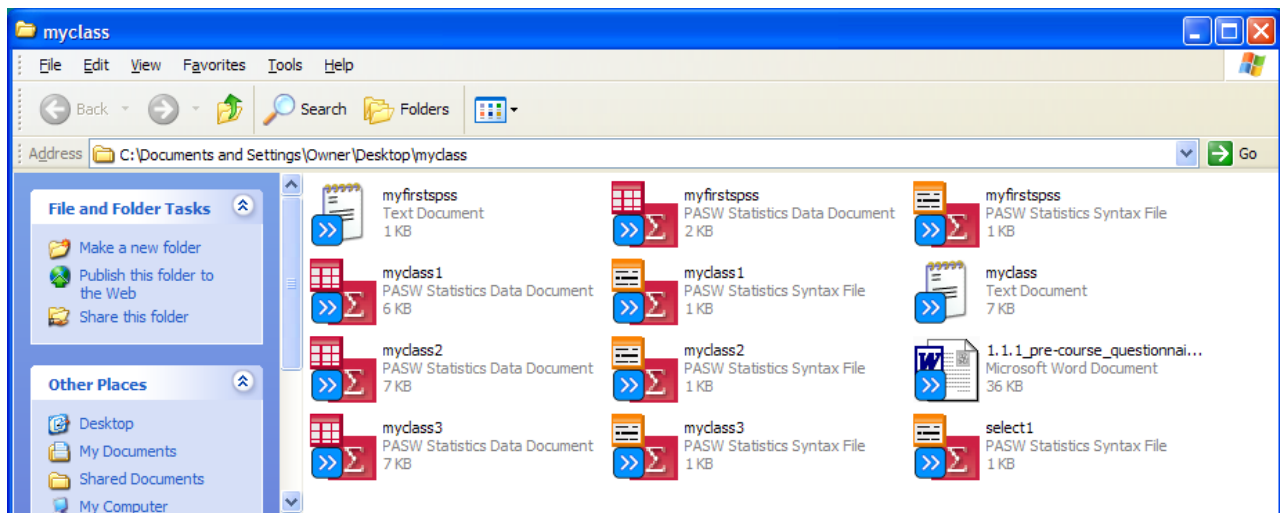 myclass
File Edit View Favorites Tools Help
Back Search Folders
Address C:\Documents and Settings\Owner\Desktop\myclass Go
File and Folder Tasks
Make a new folder
Publish this folder to
the Web
Share this folder
Other Places
Desktop
My Documents
Shared Documents
My Computer
myfirstspss
Text Document
1 KB
myfirstspss
PASW Statistics Data Document
2 KB
myfirstspss
PASW Statistics Syntax File
1 KB
myclass1
PASW Statistics Data Document
6 KB
myclass1
PASW Statistics Syntax File
1 KB
myclass
Text Document
7 KB
myclass2
PASW Statistics Data Document
7 KB
myclass2
PASW Statistics Syntax File
1 KB
1.1.1_pre-course_questionnai...
Microsoft Word Document
36 KB
myclass3
PASW Statistics Data Document
7 KB
myclass3
PASW Statistics Syntax File
1 KB
select1
PASW Statistics Syntax File
1 KB